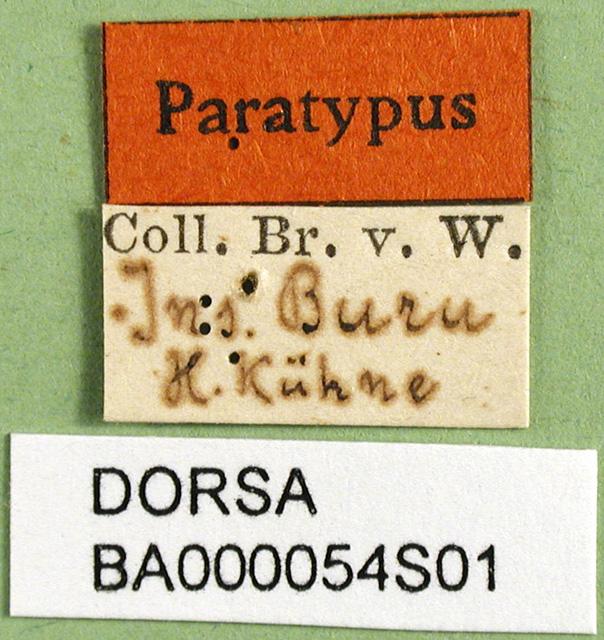 Paratypus
Coll. Br. v. W.
Ins. Buru
H. Kühne
DORSA
BA000054S01